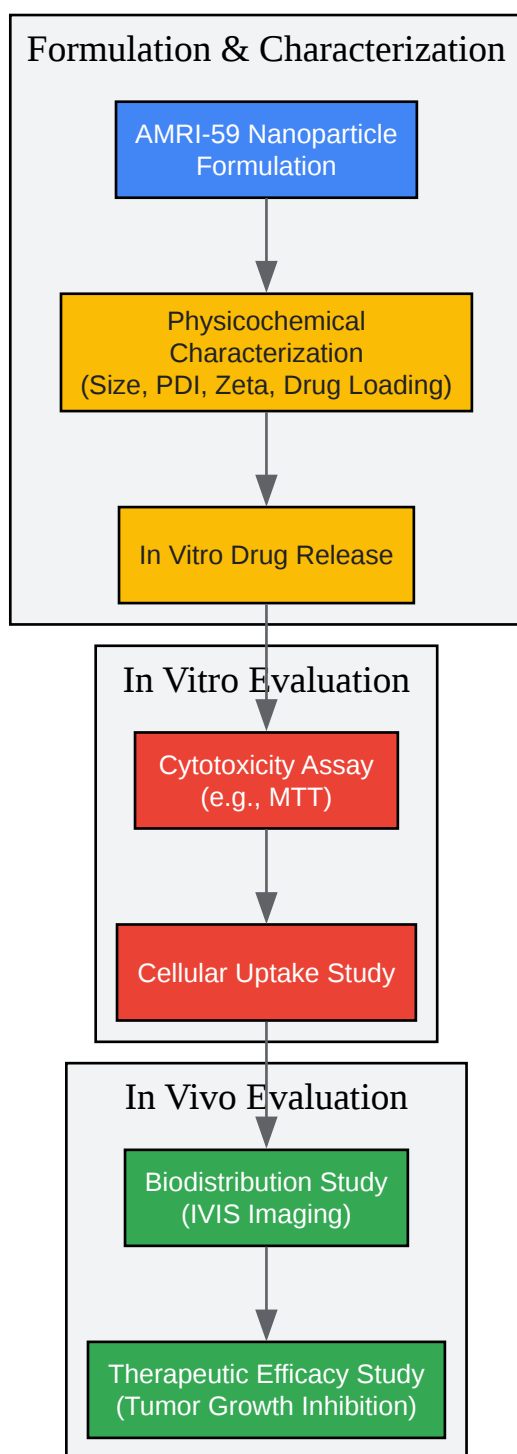 Formulation & Characterization
AMRI-59 Nanoparticle
Formulation
Physicochemical
Characterization
(Size, PDI, Zeta, Drug Loading)
In Vitro Drug Release
In Vitro Evaluation
Cytotoxicity Assay
(e.g., MTT)
Cellular Uptake Study
In Vivo Evaluation
Biodistribution Study
(IVIS Imaging)
Therapeutic Efficacy Study
(Tumor Growth Inhibition)